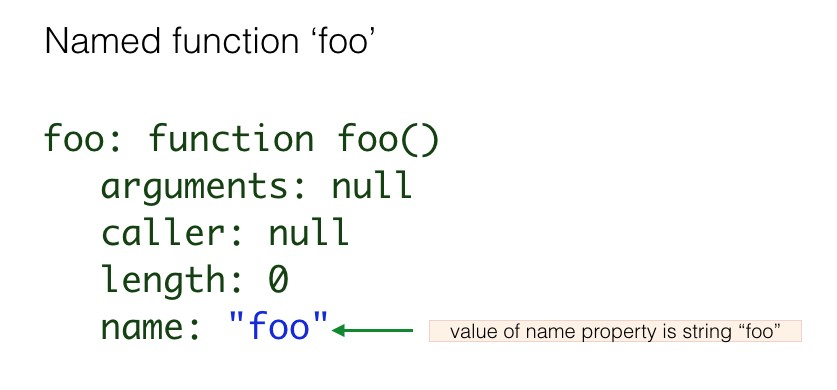 Named function ‘foo’
foo: function foo()
arguments: null
caller: null
length: 0
name: "foo"
value of name property is string “foo”